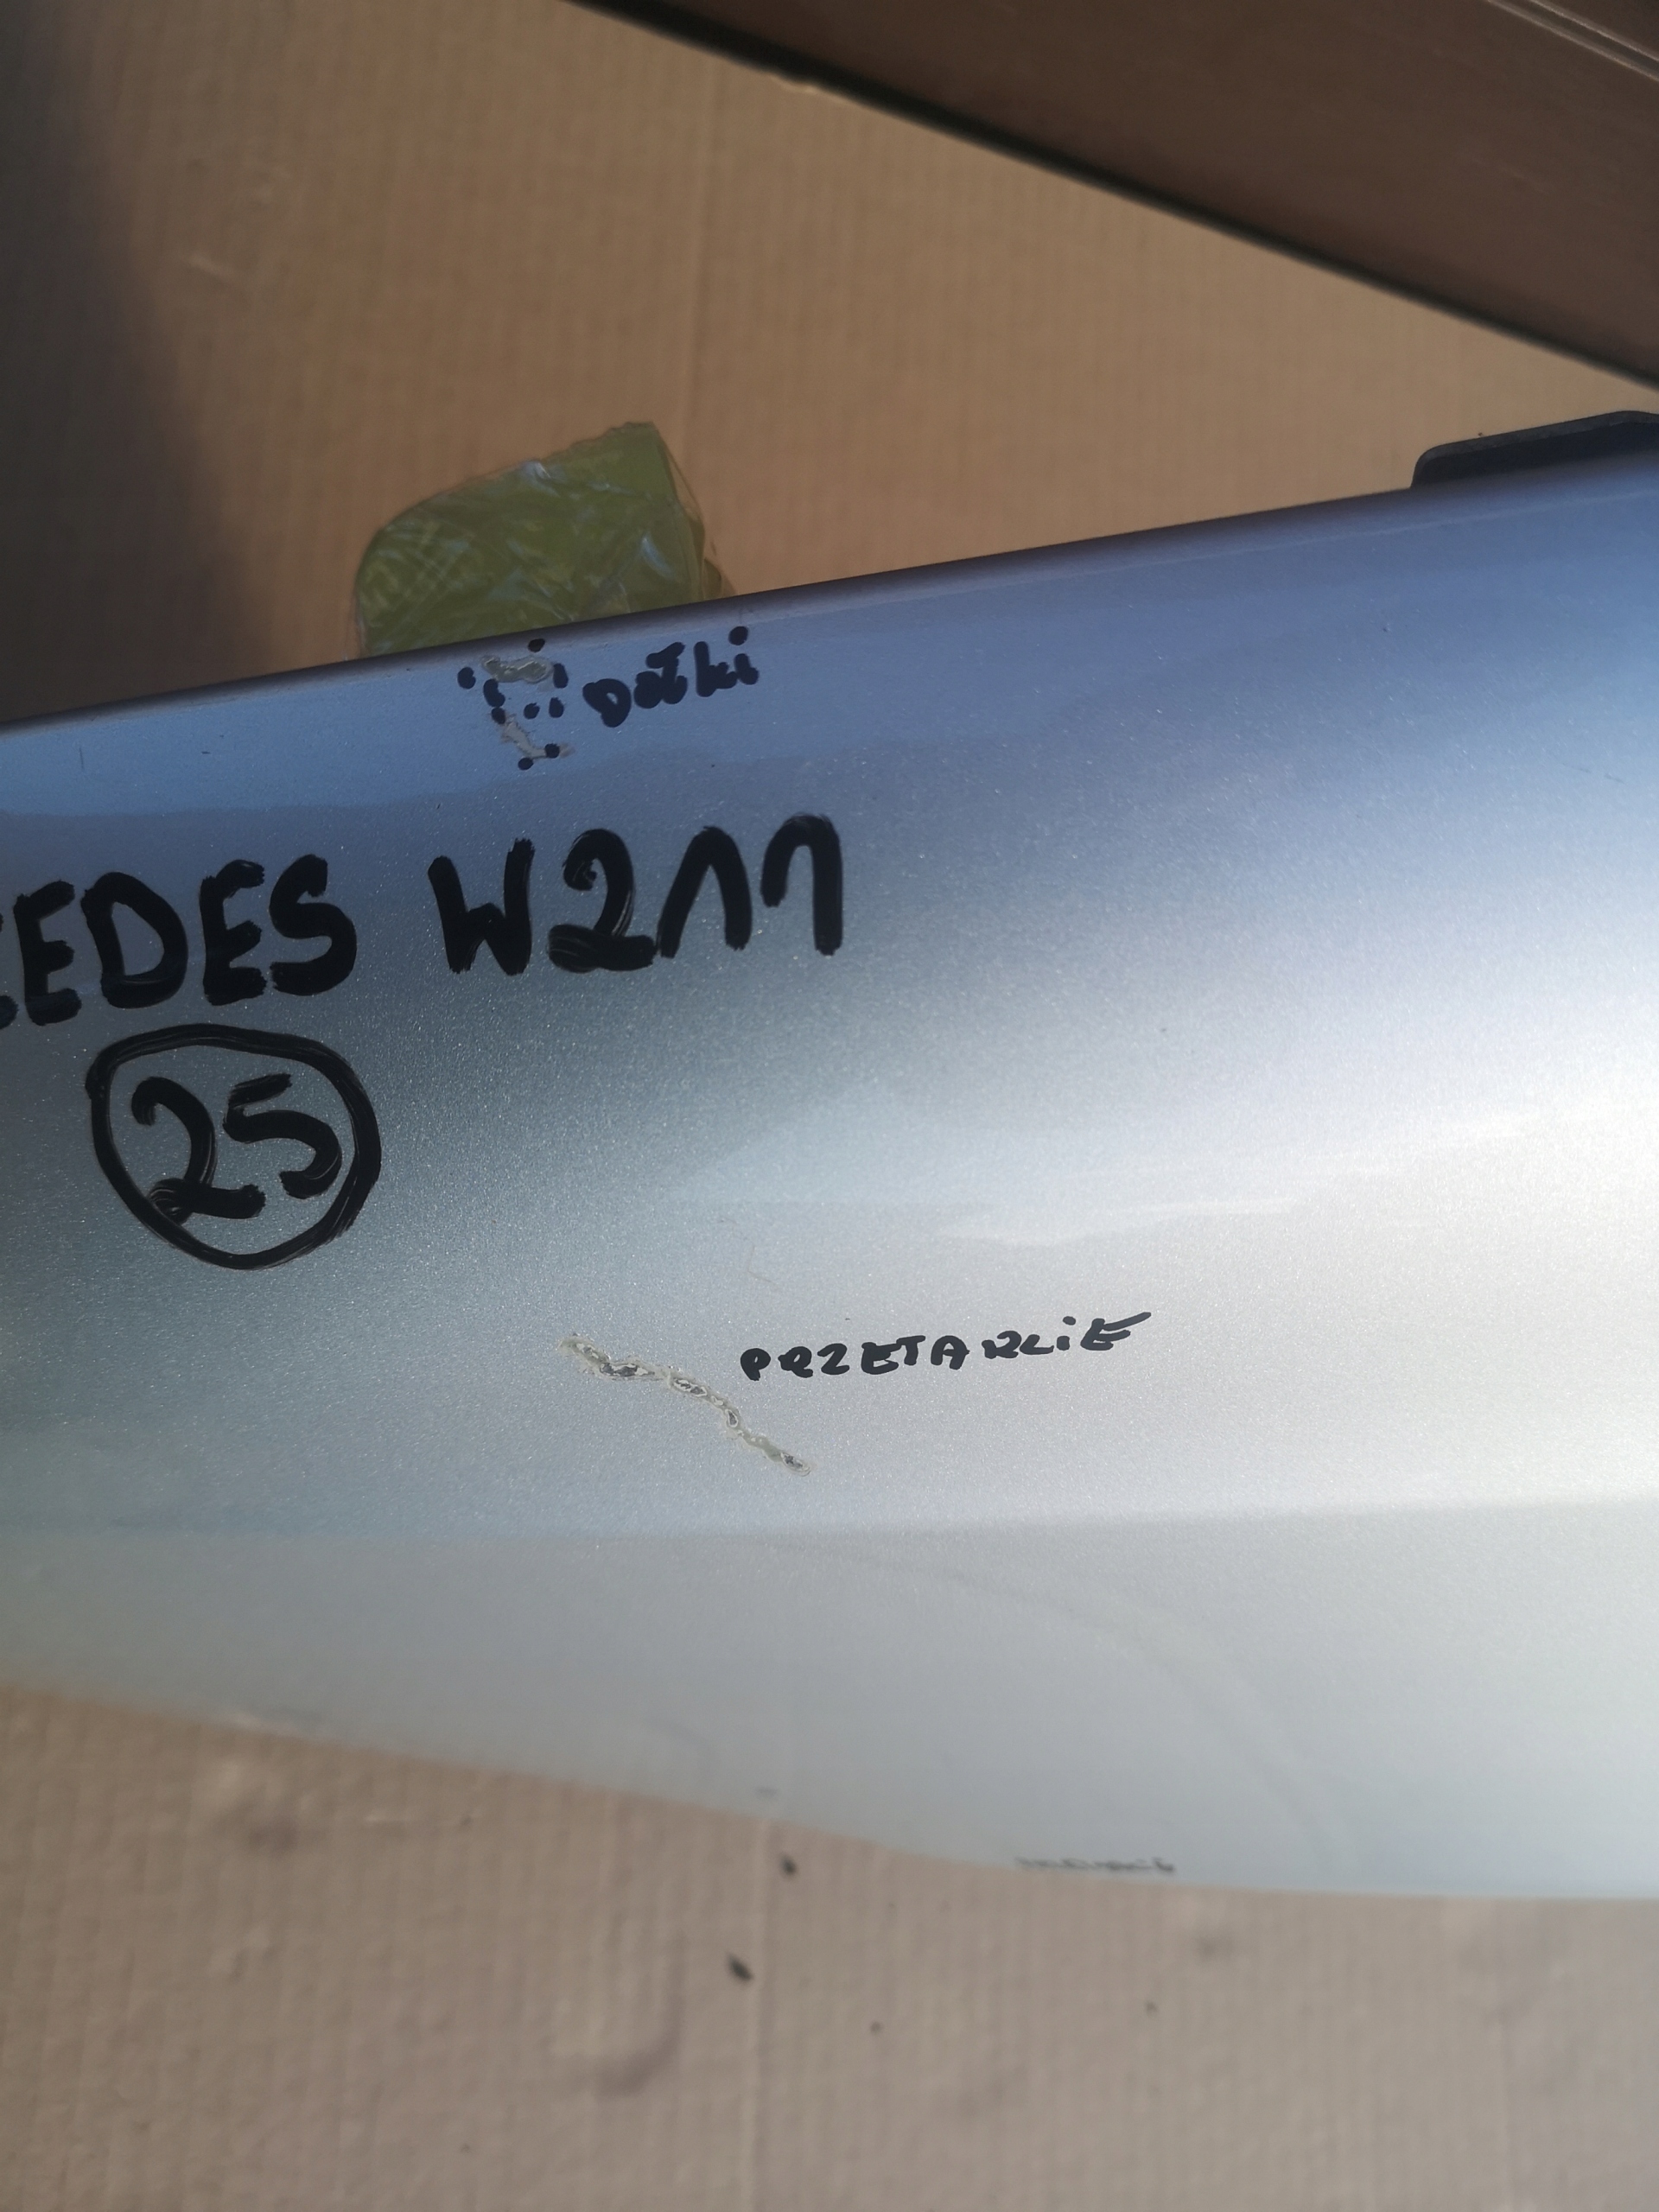 Dołki
EDES W211
25
PRZETARCIE